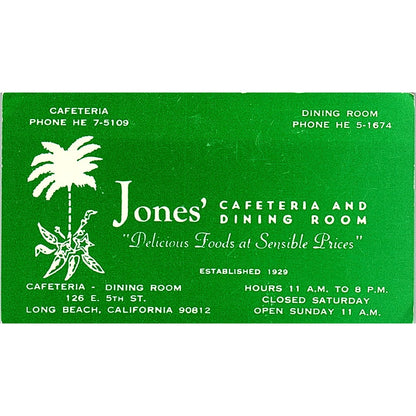 CAFETERIA
PHONE HE 7-5109
DINING ROOM
PHONE HE 5-1674
Jones' CAFETERIA AND
DINING ROOM
"Delicious Foods at Sensible Prices"
ESTABLISHED 1929
CAFETERIA - DINING ROOM
126 E. 5TH ST.
LONG BEACH, CALIFORNIA 90812
HOURS 11 A.M. TO 8 P.M.
CLOSED SATURDAY
OPEN SUNDAY 11 A.M.